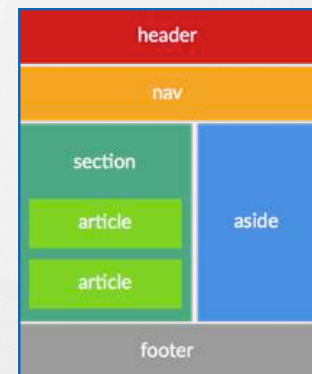 header
nav
section
article
article
aside
footer